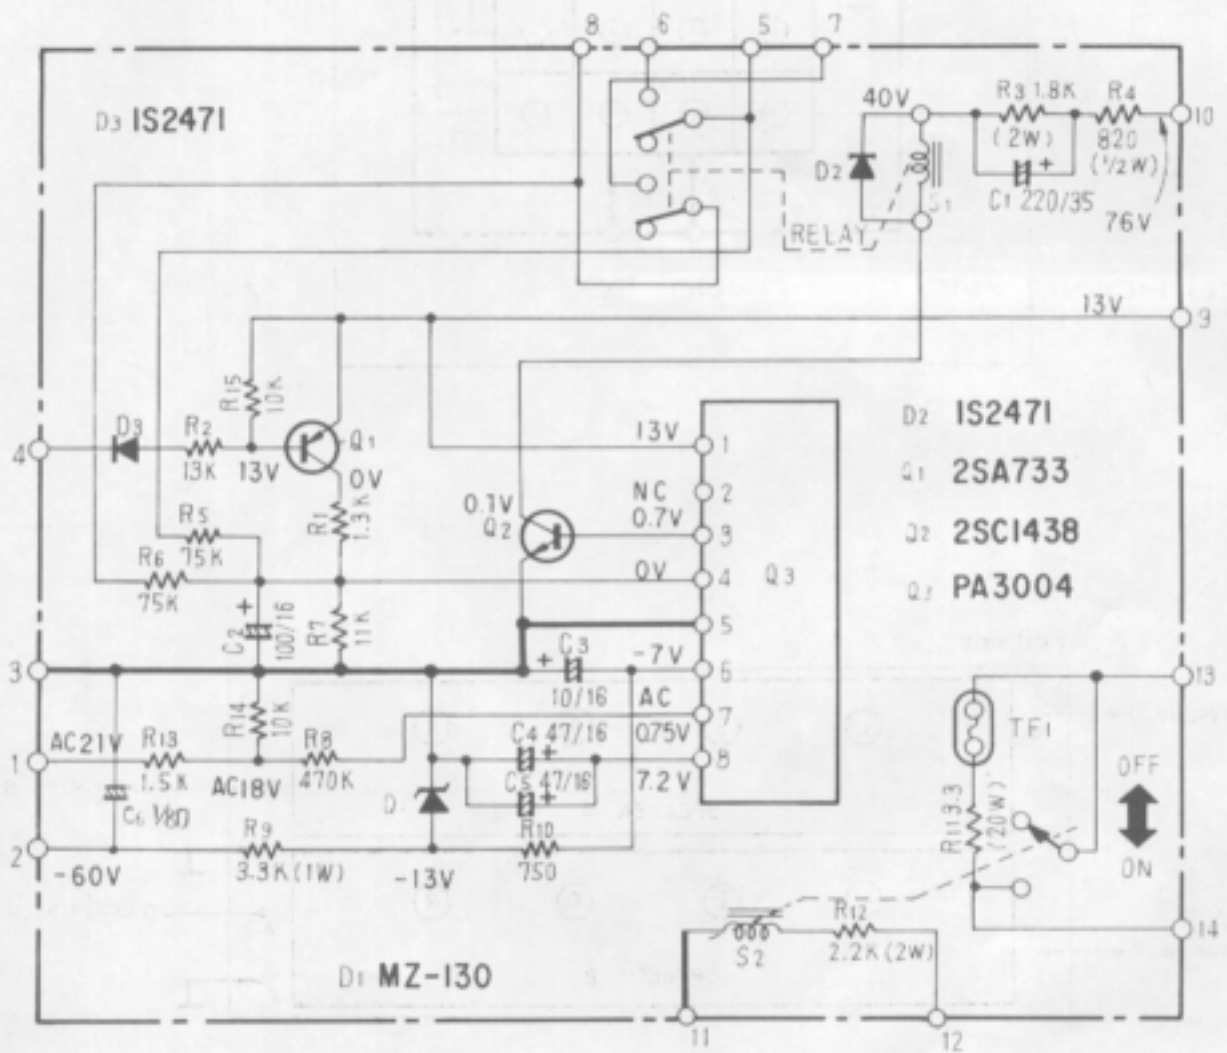 8 6 5 7
D3 1S2471
40V
R3 1.8K
(2W)
R4
820
(1/2W)
10
D2
S1
C1 220/35
76V
RELAY
13V
9
R15
10K
D3
R2
13K
13V
Q1
0V
4
R1
1.3K
R5
75K
R6
75K
0.1V
Q2
13V
NC
0.7V
0V
1
2
3
4
5
6
7
8
Q3
D2 1S2471
Q1 2SA733
Q2 2SC1438
Q3 PA3004
C2
100/16
R7
11K
3
C3
10/16
-7V
13
AC21V
R13
1.5K
R14
10K
AC18V
R8
470K
AC
0.75V
C4 47/16
C5 47/16
7.2V
1
C6
D
R9
3.3K(1W)
R10
750
2
-60V
-13V
TF1
R11 3.3
(20W)
OFF
ON
14
S2
R12
2.2K(2W)
D1 MZ-130
11
12